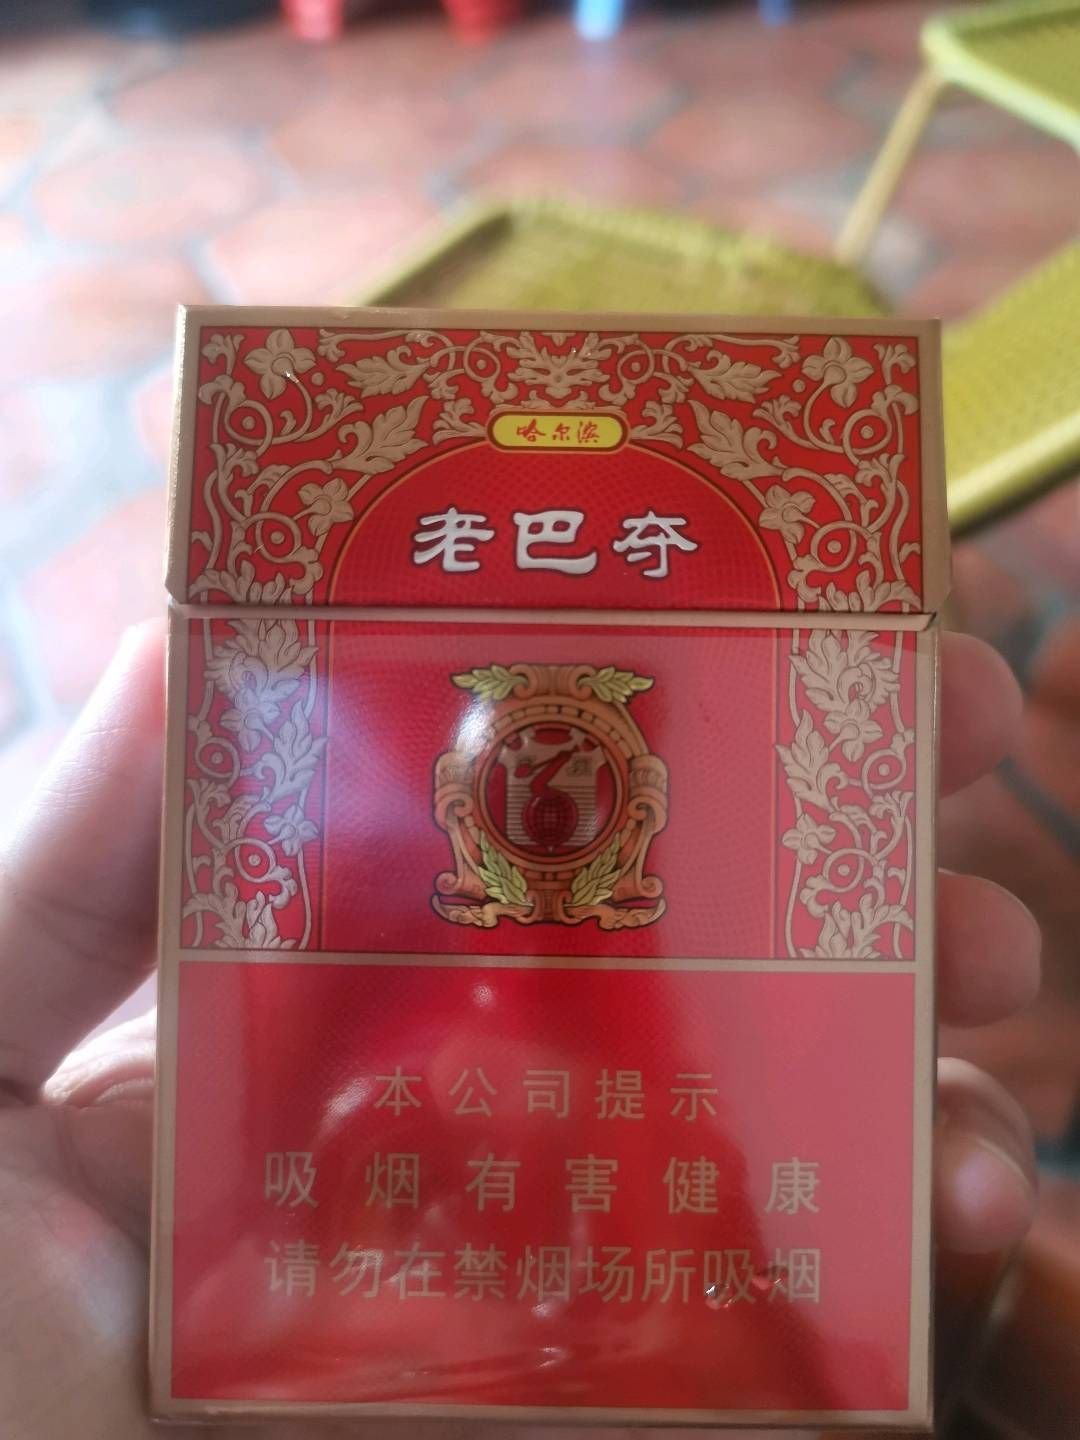 哈尔滨
老巴夺
本公司提示
吸烟有害健康
请勿在禁烟场所吸烟